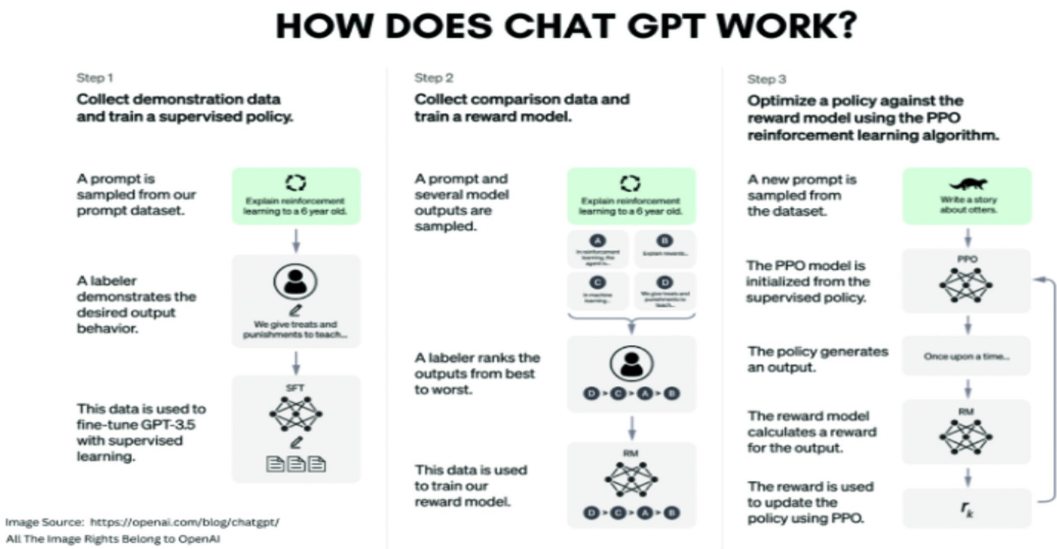 HOW DOES CHAT GPT WORK?
Step 1
Collect demonstration data
and train a supervised policy.
A prompt is
sampled from our
prompt dataset.
Explain reinforcement
learning to a 6 year old.
A labeler
demonstrates the
desired output
behavior.
We give treats and
punishments to teach...
This data is used to
fine-tune GPT-3.5
with supervised
learning.
SFT
Step 2
Collect comparison data and
train a reward model.
A prompt and
several model
outputs are
sampled.
Explain reinforcement
learning to a 6 year old.
A
In reinforcement
learning, the
agent is...
B
Explain rewards...
C
In machine
learning...
D
We give treats and
punishments to
teach...
A labeler ranks the
outputs from best
to worst.
D > C > A > B
This data is used
to train our
reward model.
RM
D > C > A > B
Step 3
Optimize a policy against the
reward model using the PPO
reinforcement learning algorithm.
A new prompt is
sampled from
the dataset.
Write a story
about otters.
The PPO model is
initialized from the
supervised policy.
PPO
The policy generates
an output.
Once upon a time...
The reward model
calculates a reward
for the output.
RM
The reward is used
to update the
policy using PPO.
rk
Image Source: https://openai.com/blog/chatgpt/
All The Image Rights Belong to OpenAI